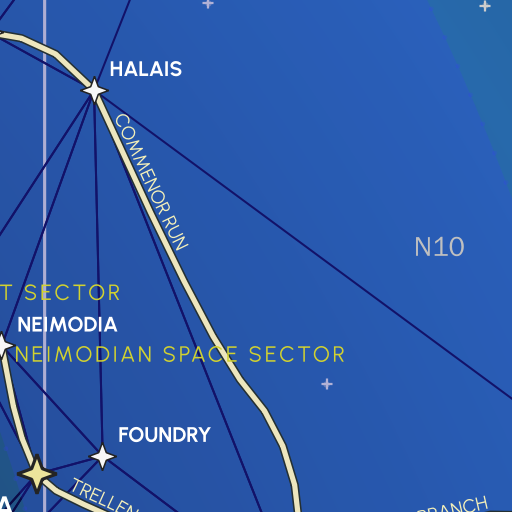 HALAIS
COMMENOR RUN
N10
T SECTOR
NEIMODIA
NEIMODIAN SPACE SECTOR
FOUNDRY
A
TRELLEN
BRANCH